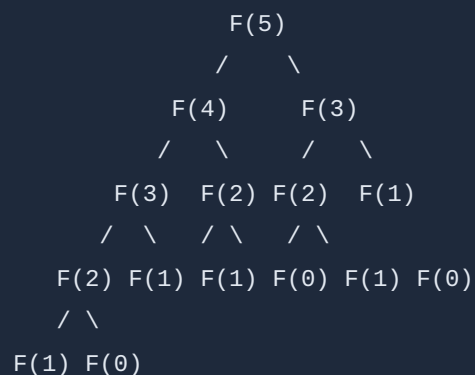 F(5)
/ \
F(4) F(3)
/ \ / \
F(3) F(2) F(2) F(1)
/ \ / \ / \
F(2) F(1) F(1) F(0) F(1) F(0)
/ \
F(1) F(0)